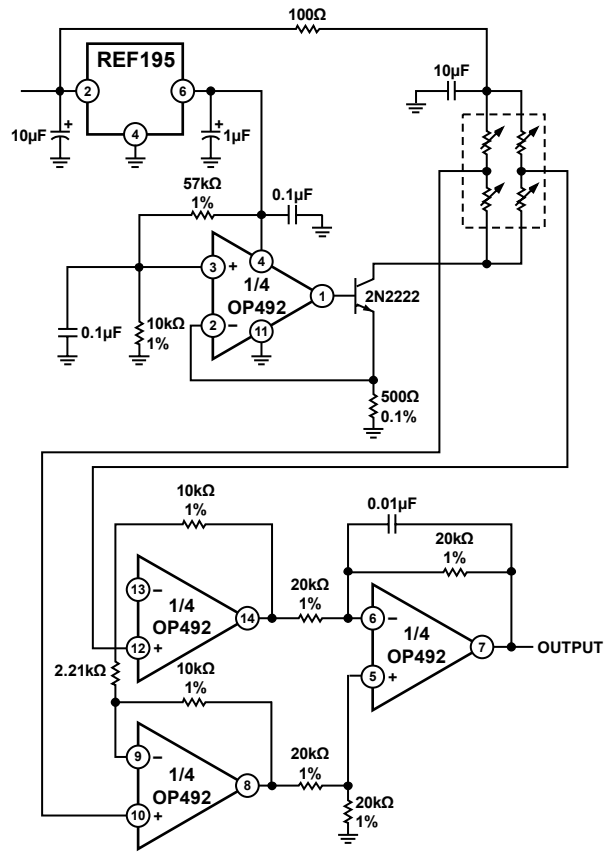 100Ω
REF195
2
6
4
10µF
+
1µF
+
10µF
57kΩ
1%
0.1µF
3
+
4
1/4
OP492
1
2
–
11
2N2222
0.1µF
10kΩ
1%
500Ω
0.1%
10kΩ
1%
13
–
1/4
OP492
14
12
+
20kΩ
1%
0.01µF
20kΩ
1%
6
–
1/4
OP492
7
5
+
OUTPUT
2.21kΩ
10kΩ
1%
9
–
1/4
OP492
8
10
+
20kΩ
1%
20kΩ
1%